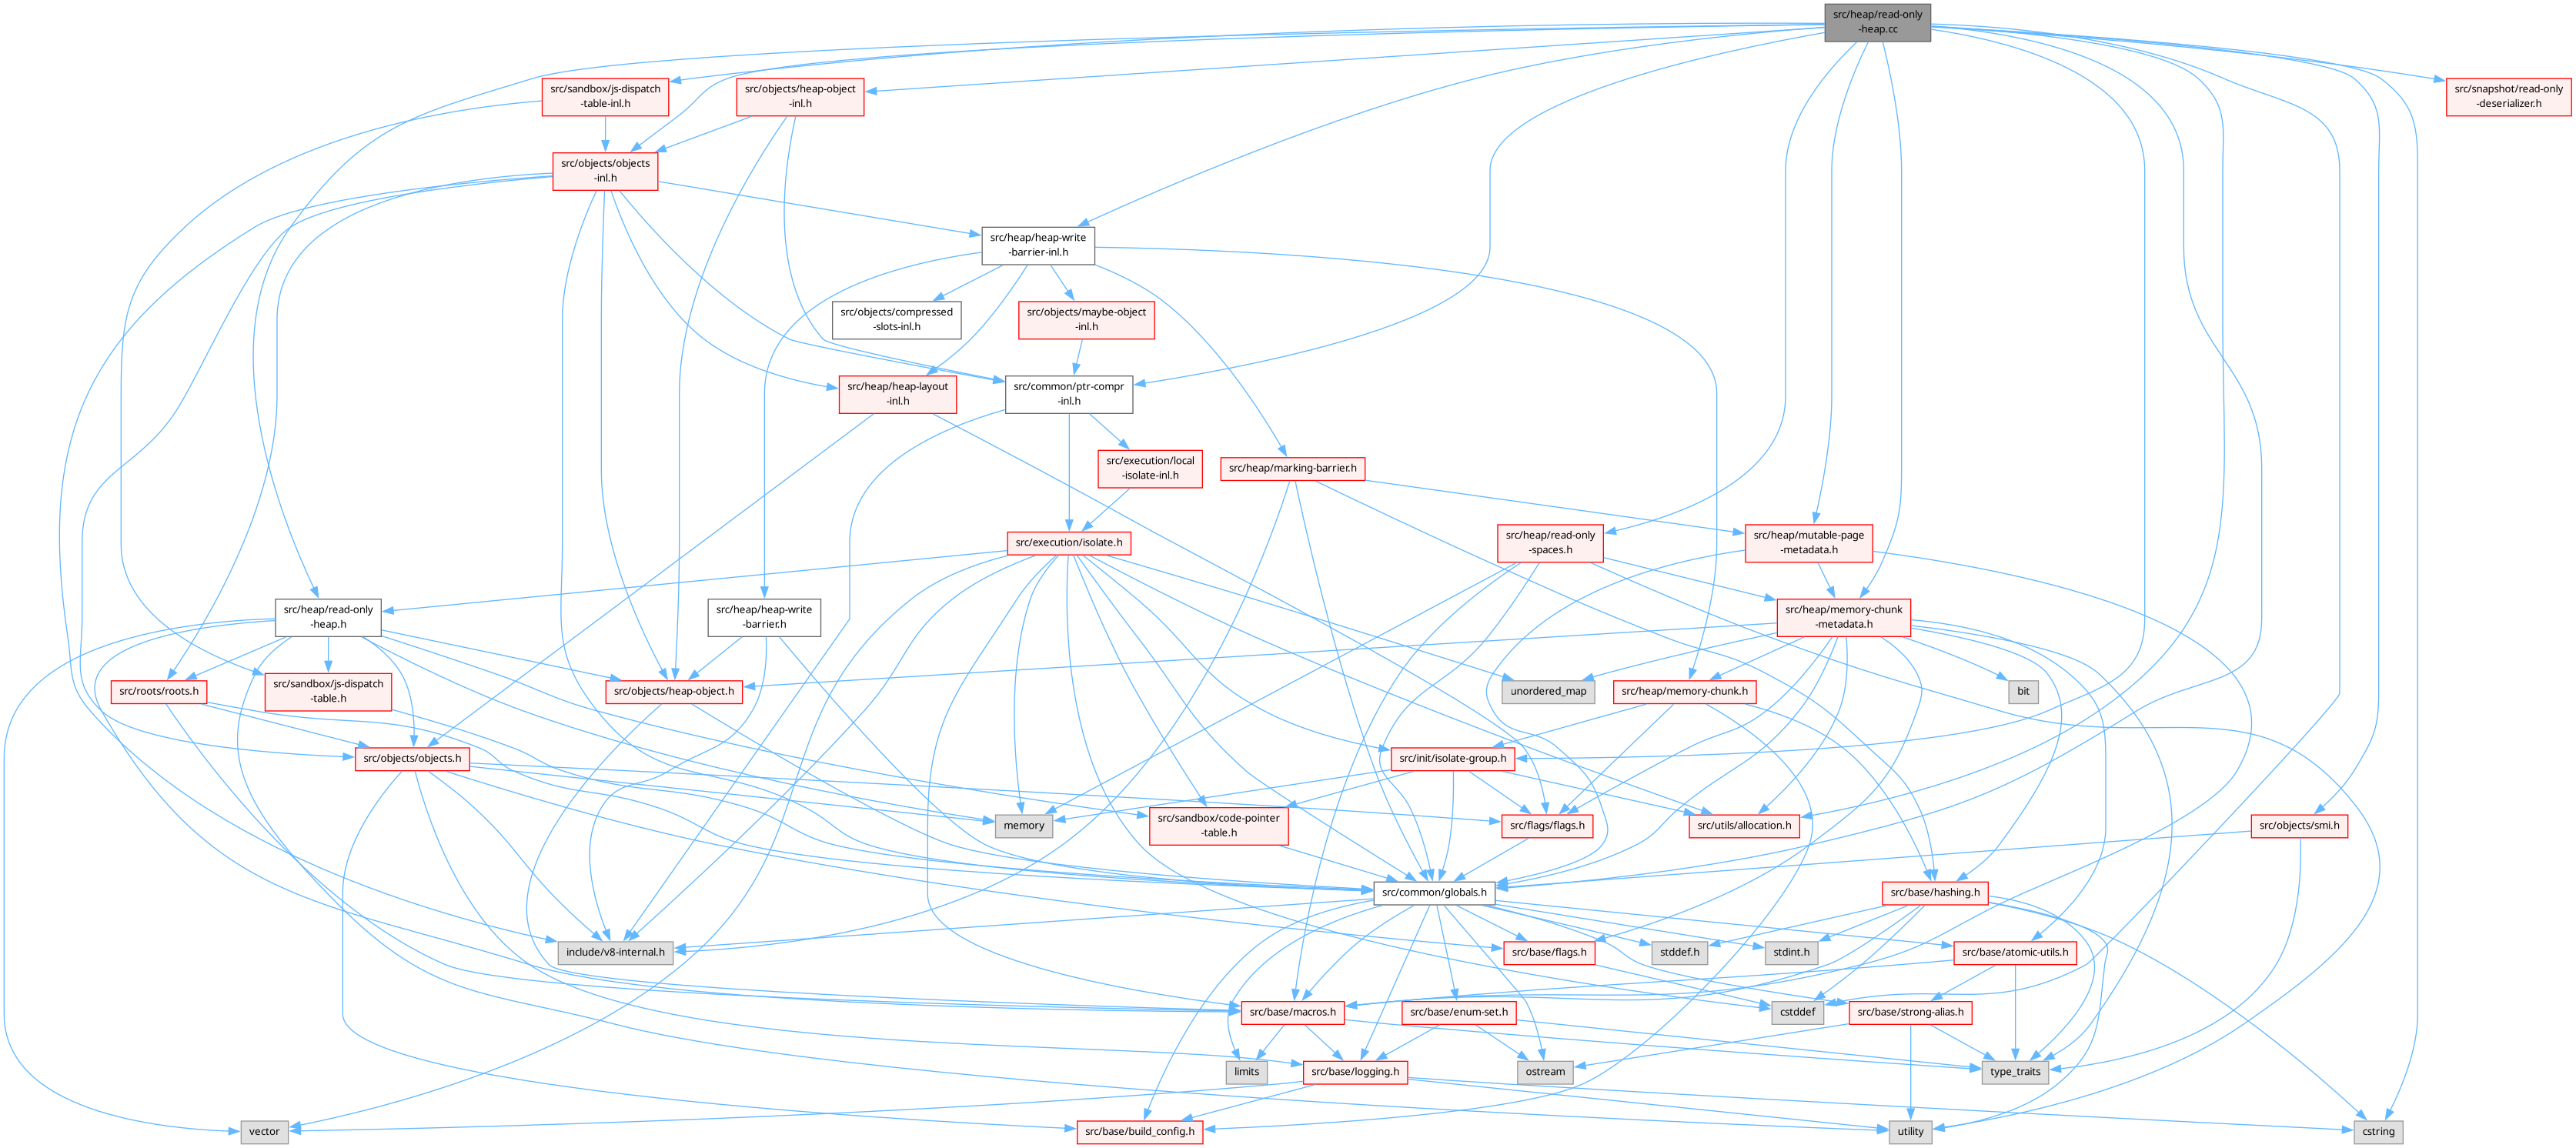 src/heap/read-only
-heap.cc
src/sandbox/js-dispatch
-table-inl.h
src/objects/heap-object
-inl.h
src/snapshot/read-only
-deserializer.h
src/objects/objects
-inl.h
src/heap/heap-write
-barrier-inl.h
src/objects/compressed
-slots-inl.h
src/objects/maybe-object
-inl.h
src/heap/heap-layout
-inl.h
src/common/ptr-compr
-inl.h
src/execution/local
-isolate-inl.h
src/heap/marking-barrier.h
src/execution/isolate.h
src/heap/read-only
-spaces.h
src/heap/mutable-page
-metadata.h
src/heap/read-only
-heap.h
src/heap/heap-write
-barrier.h
src/heap/memory-chunk
-metadata.h
src/roots/roots.h
src/sandbox/js-dispatch
-table.h
src/objects/heap-object.h
unordered_map
src/heap/memory-chunk.h
bit
src/objects/objects.h
src/init/isolate-group.h
memory
src/sandbox/code-pointer
-table.h
src/flags/flags.h
src/utils/allocation.h
src/objects/smi.h
src/common/globals.h
src/base/hashing.h
include/v8-internal.h
src/base/flags.h
stddef.h
stdint.h
src/base/atomic-utils.h
src/base/macros.h
src/base/enum-set.h
cstddef
src/base/strong-alias.h
limits
src/base/logging.h
ostream
type_traits
vector
src/base/build_config.h
utility
cstring